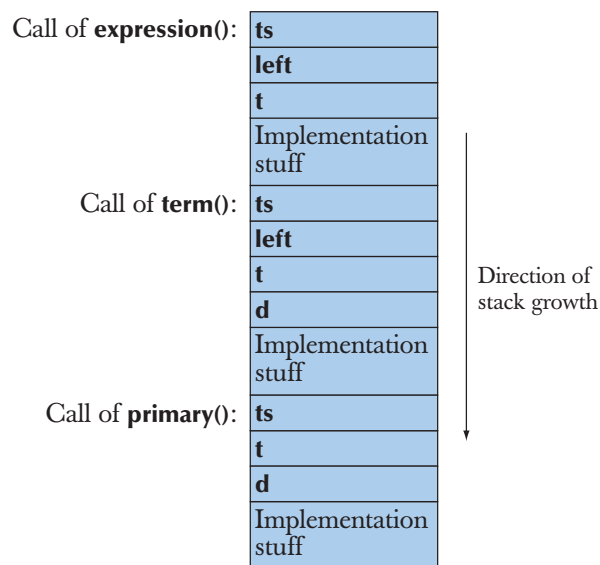 Call of expression(): ts
left
t
Implementation
stuff
Call of term(): ts
left
t
d
Implementation
stuff
Call of primary(): ts
t
d
Implementation
stuff
Direction of
stack growth